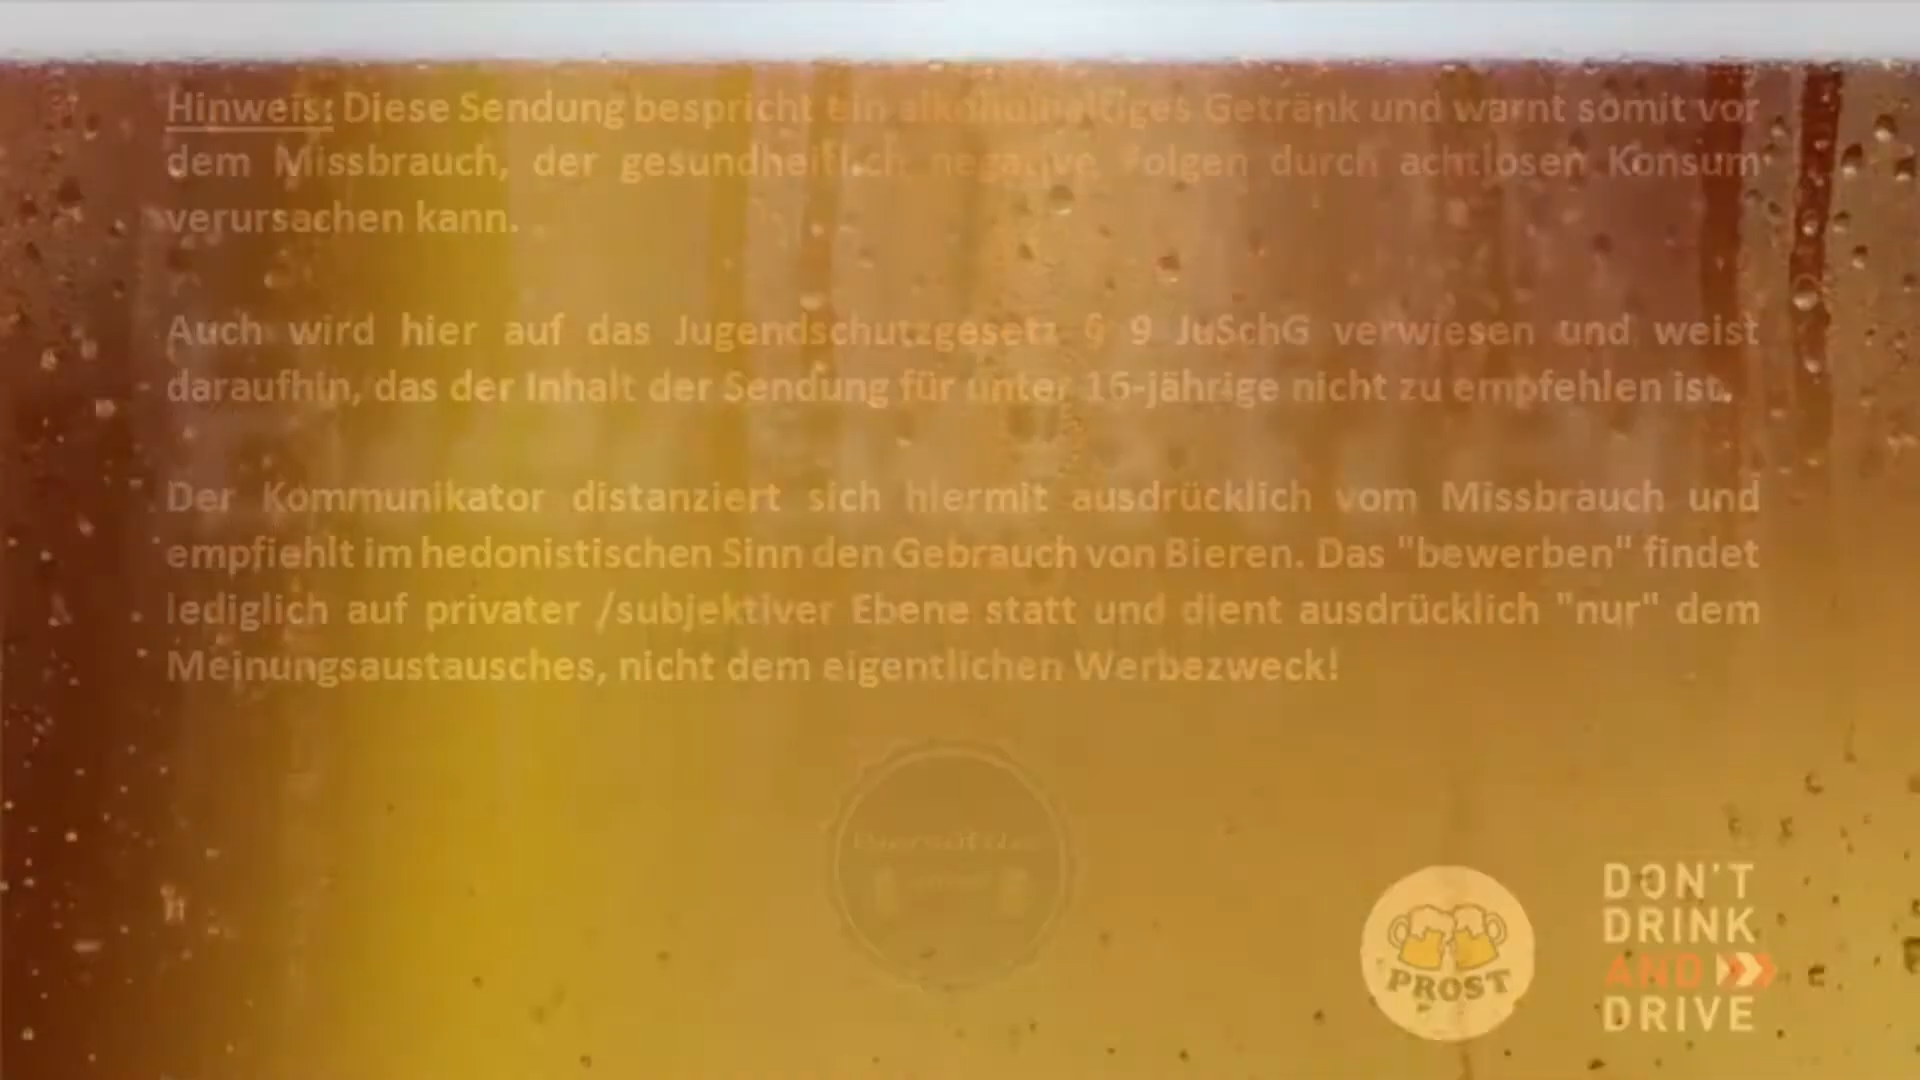 Hinweis: Diese Sendung bespricht ein alkoholhaltiges Getränk und warnt somit vor
dem Missbrauch, der gesundheitlich negative Folgen durch achtlosen Konsum
verursachen kann.
Auch wird hier auf das Jugendschutzgesetz § 9 JuSchG verwiesen und weist
daraufhin, das der Inhalt der Sendung für unter 16-jährige nicht zu empfehlen ist.
Der Kommunikator distanziert sich hiermit ausdrücklich vom Missbrauch und
empfiehlt im hedonistischen Sinn den Gebrauch von Bieren. Das "bewerben" findet
lediglich auf privater /subjektiver Ebene statt und dient ausdrücklich "nur" dem
Meinungsaustausches, nicht dem eigentlichen Werbezweck!
PROST
DON'T
DRINK
AND
DRIVE